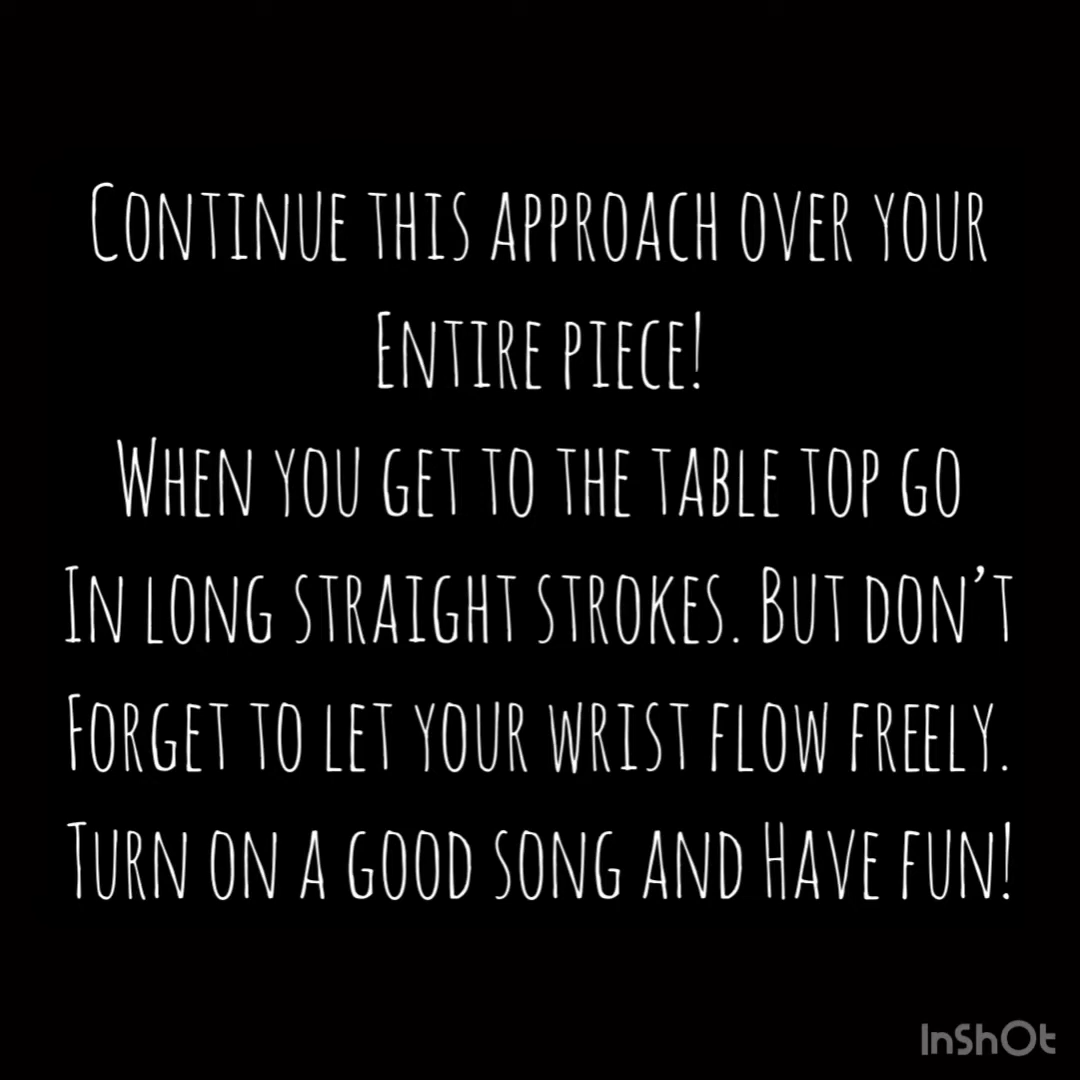 Continue this approach over your
Entire piece!
When you get to the table top go
In long straight strokes. But don’t
Forget to let your wrist flow freely.
Turn on a good song and Have fun!
InShOt